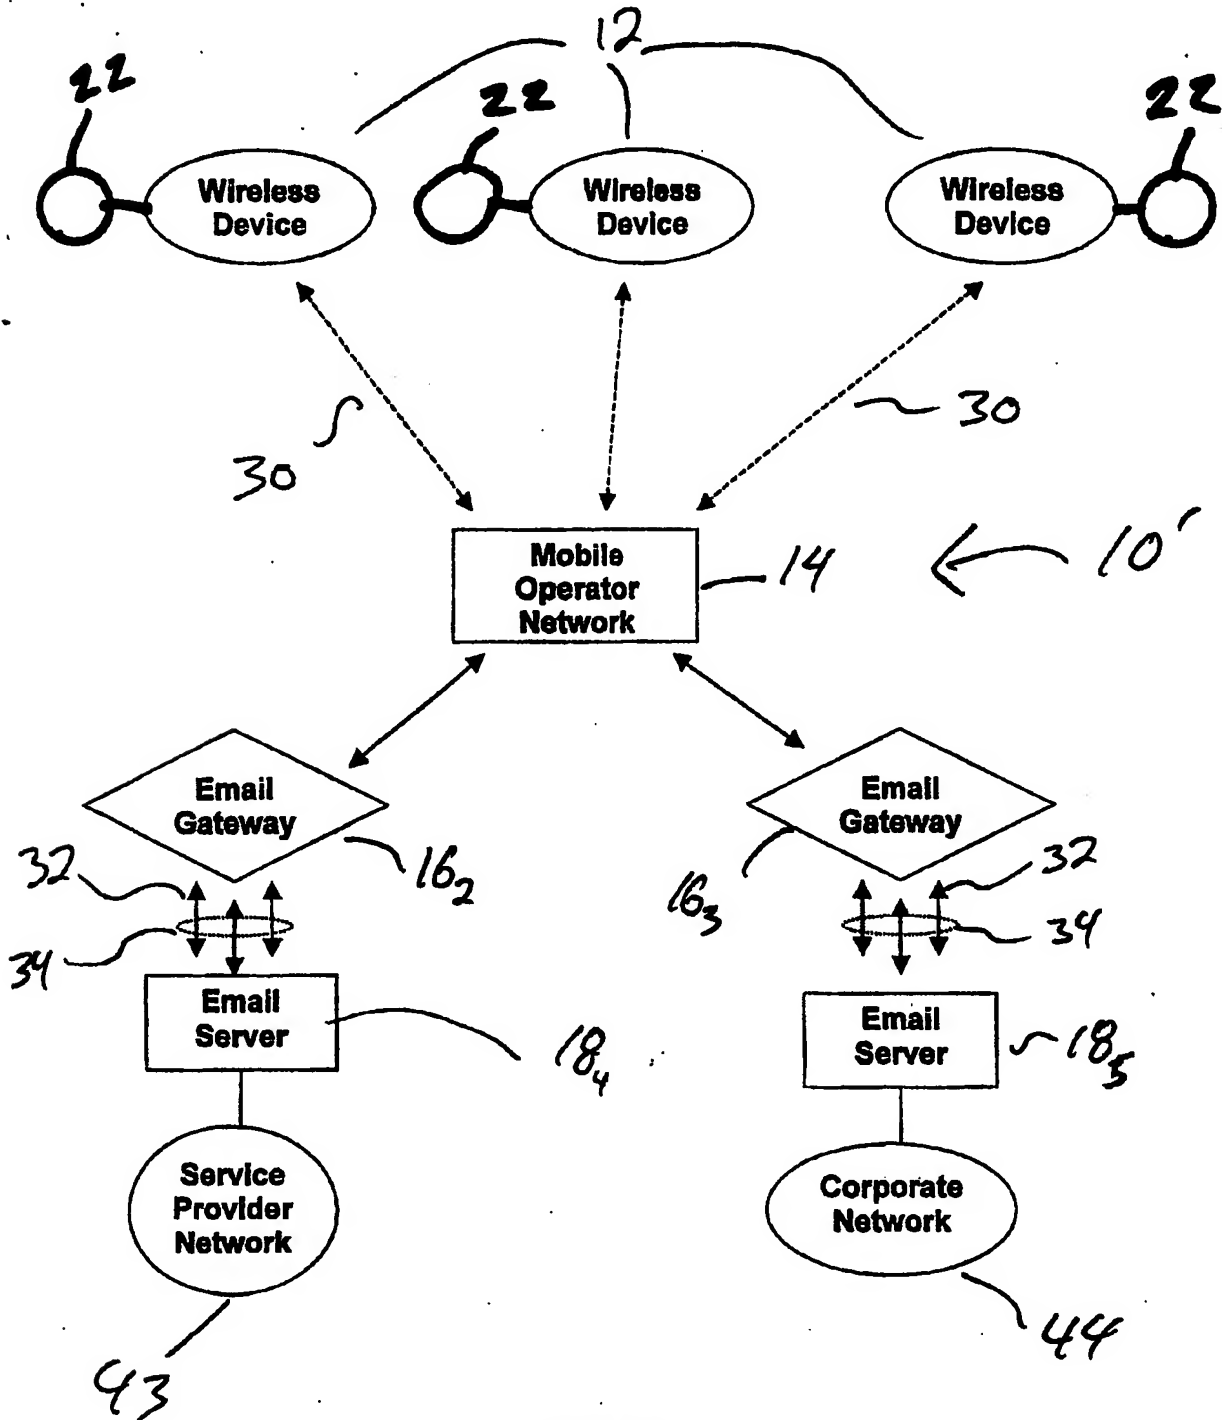 12
22
22
22
Wireless
Device
Wireless
Device
Wireless
Device
30
30
Mobile
Operator
Network
14
10'
Email
Gateway
Email
Gateway
32
16₂
16₃
32
34
34
Email
Server
Email
Server
18₄
18₅
Service
Provider
Network
Corporate
Network
43
44